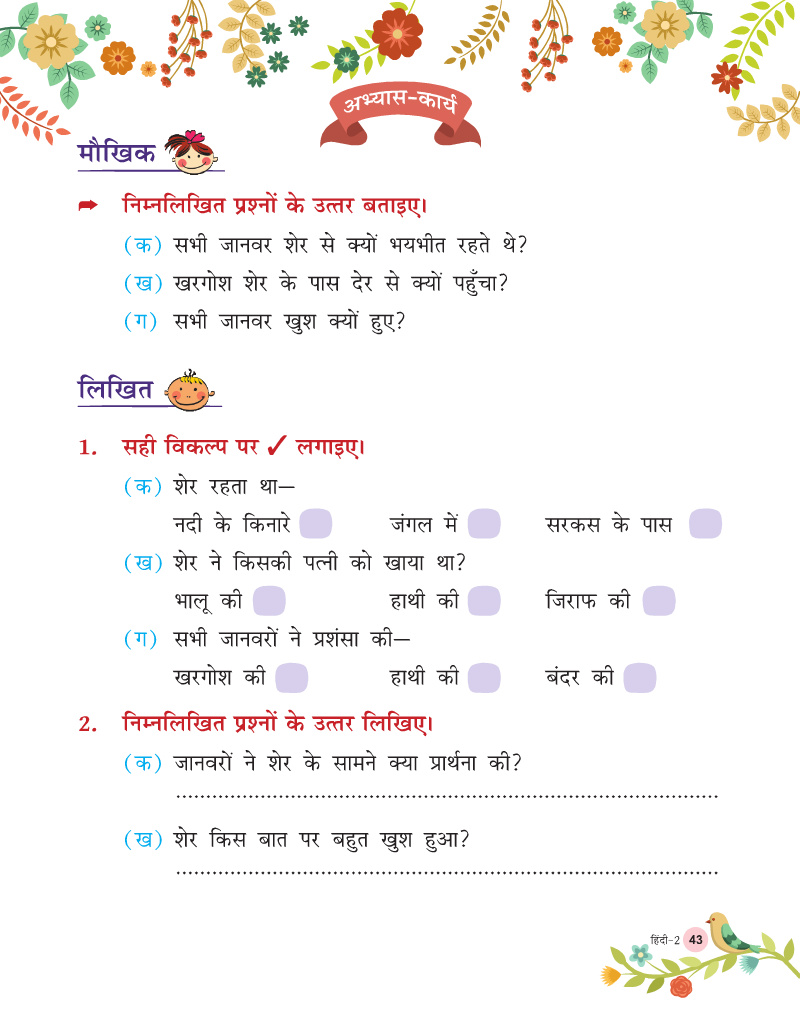 अभ्यास-कार्य
मौखिक
➦ निम्नलिखित प्रश्नों के उत्तर बताइए।
(क) सभी जानवर शेर से क्यों भयभीत रहते थे?
(ख) खरगोश शेर के पास देर से क्यों पहुँचा?
(ग) सभी जानवर खुश क्यों हुए?
लिखित
1. सही विकल्प पर ✓ लगाइए।
(क) शेर रहता था—
नदी के किनारे जंगल में सरकस के पास
(ख) शेर ने किसकी पत्नी को खाया था?
भालू की हाथी की जिराफ की
(ग) सभी जानवरों ने प्रशंसा की—
खरगोश की हाथी की बंदर की
2. निम्नलिखित प्रश्नों के उत्तर लिखिए।
(क) जानवरों ने शेर के सामने क्या प्रार्थना की?
(ख) शेर किस बात पर बहुत खुश हुआ?
हिंदी-2 43